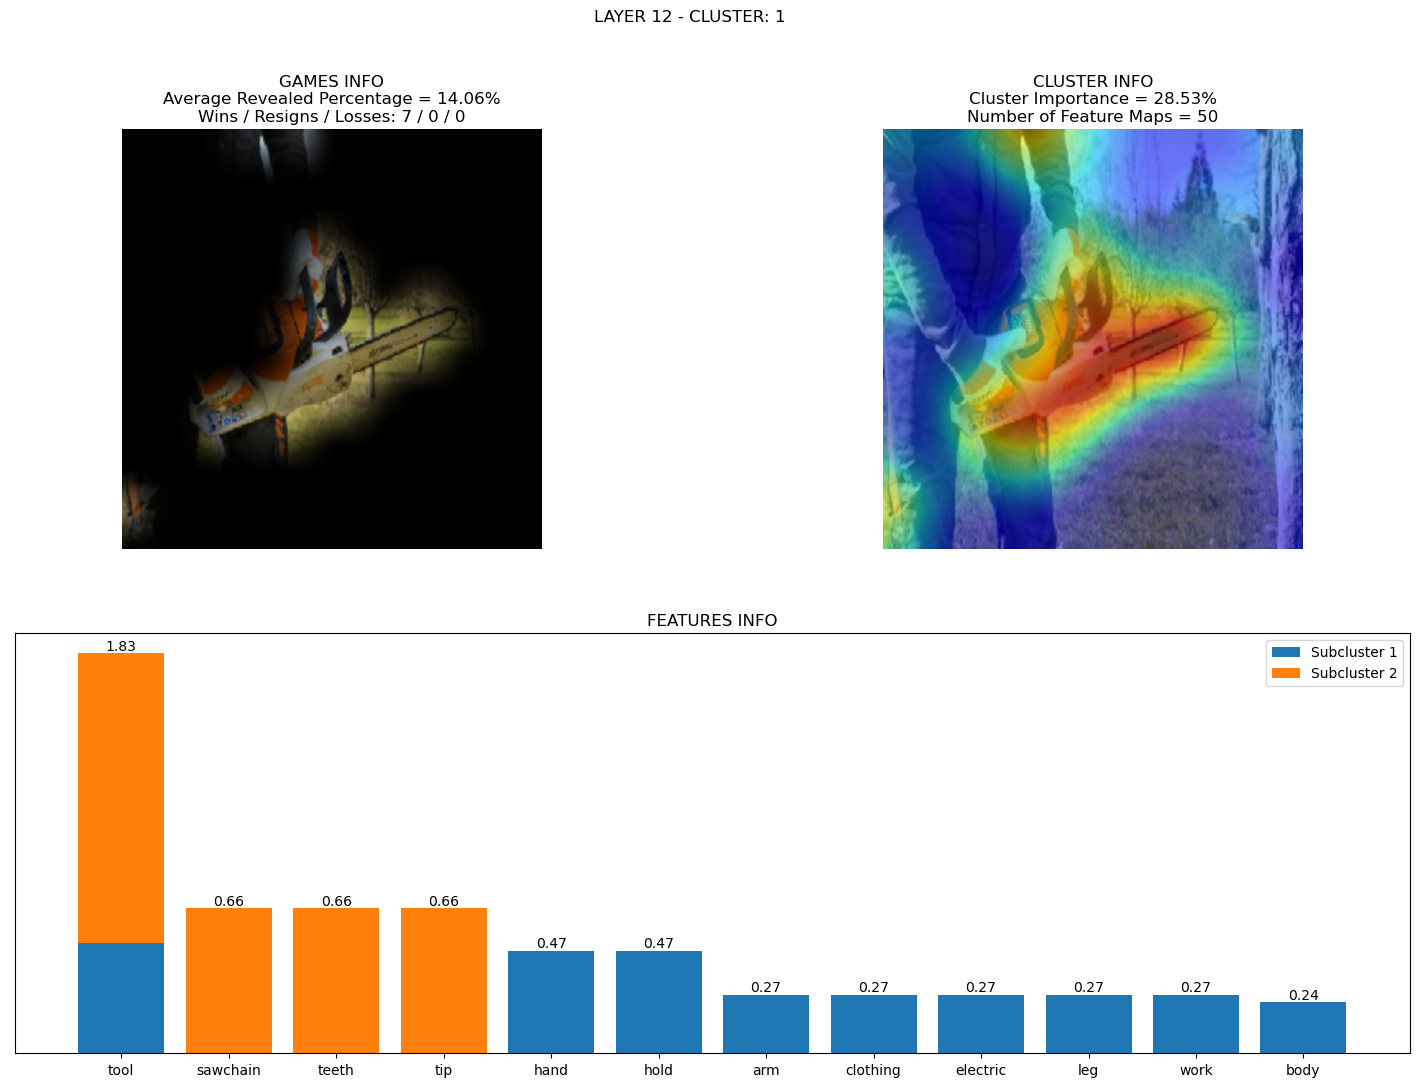 LAYER 12 - CLUSTER: 1
GAMES INFO
Average Revealed Percentage = 14.06%
Wins / Resigns / Losses: 7 / 0 / 0
CLUSTER INFO
Cluster Importance = 28.53%
Number of Feature Maps = 50
FEATURES INFO
1.83
0.66
0.66
0.66
0.47
0.47
0.27
0.27
0.27
0.27
0.27
0.24
Subcluster 1
Subcluster 2
tool
sawchain
teeth
tip
hand
hold
arm
clothing
electric
leg
work
body